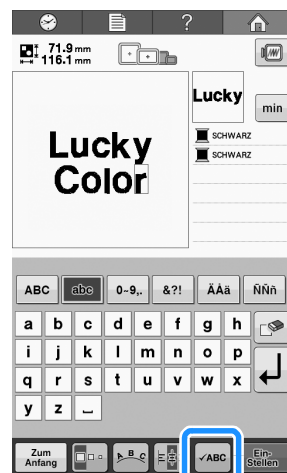 ?
71.9 mm
116.1 mm
Lucky
Color
Lucky
min
SCHWARZ
SCHWARZ
ABC
abc
0~9,.
&?!
ÄÅä
ÑÑñ
a b c d e f g h
i j k l m n o p
q r s t u v w x
y z
Zum
Anfang
A B C
✓ABC
Ein-
Stellen